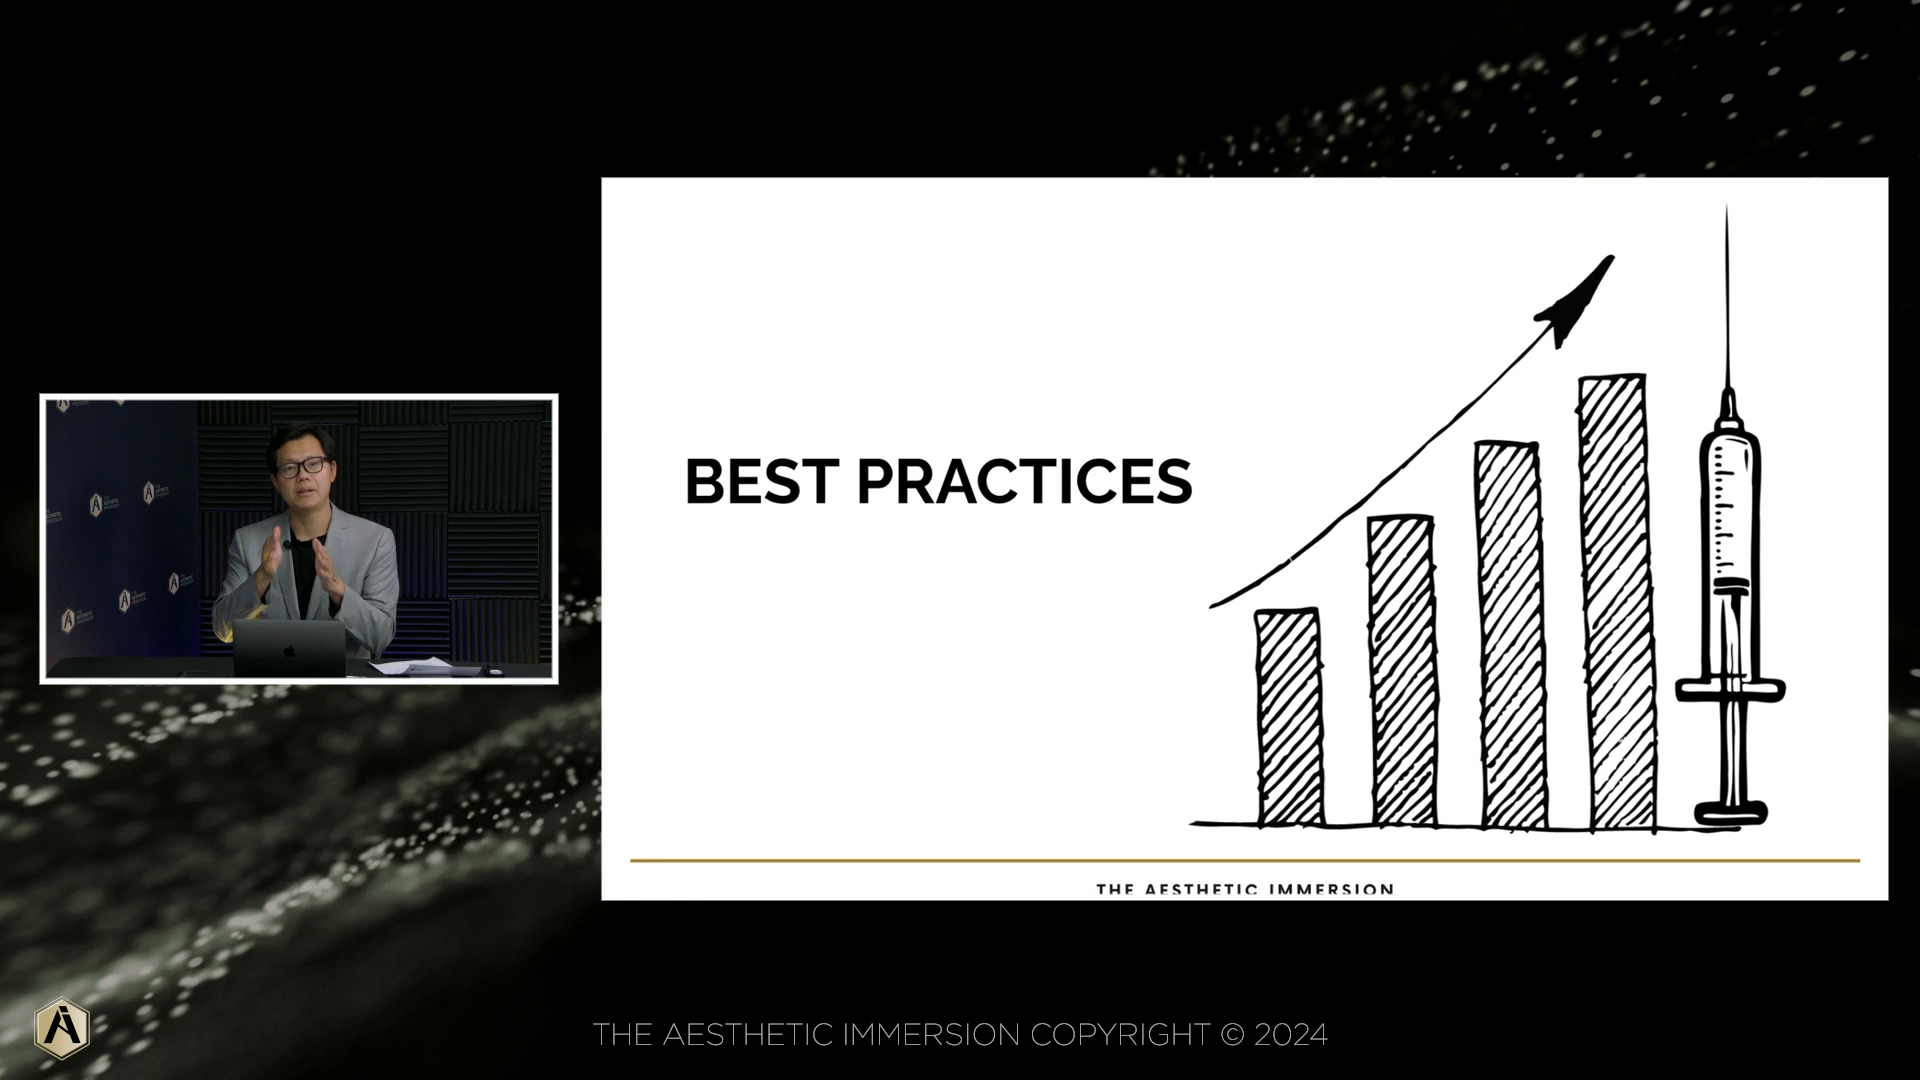 BEST PRACTICES
THE AESTHETIC IMMERSION
THE AESTHETIC IMMERSION COPYRIGHT © 2024